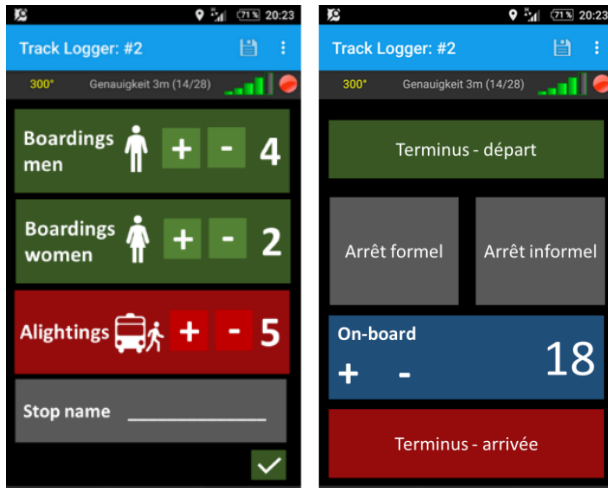 71% 20:23
Track Logger: #2
300° Genauigkeit 3m (14/28)
Boardings
men + - 4
Boardings
women + - 2
Alightings + - 5
Stop name ______________
71% 20:23
Track Logger: #2
300° Genauigkeit 3m (14/28)
Terminus - départ
Arrêt formel Arrêt informel
On-board
+ - 18
Terminus - arrivée